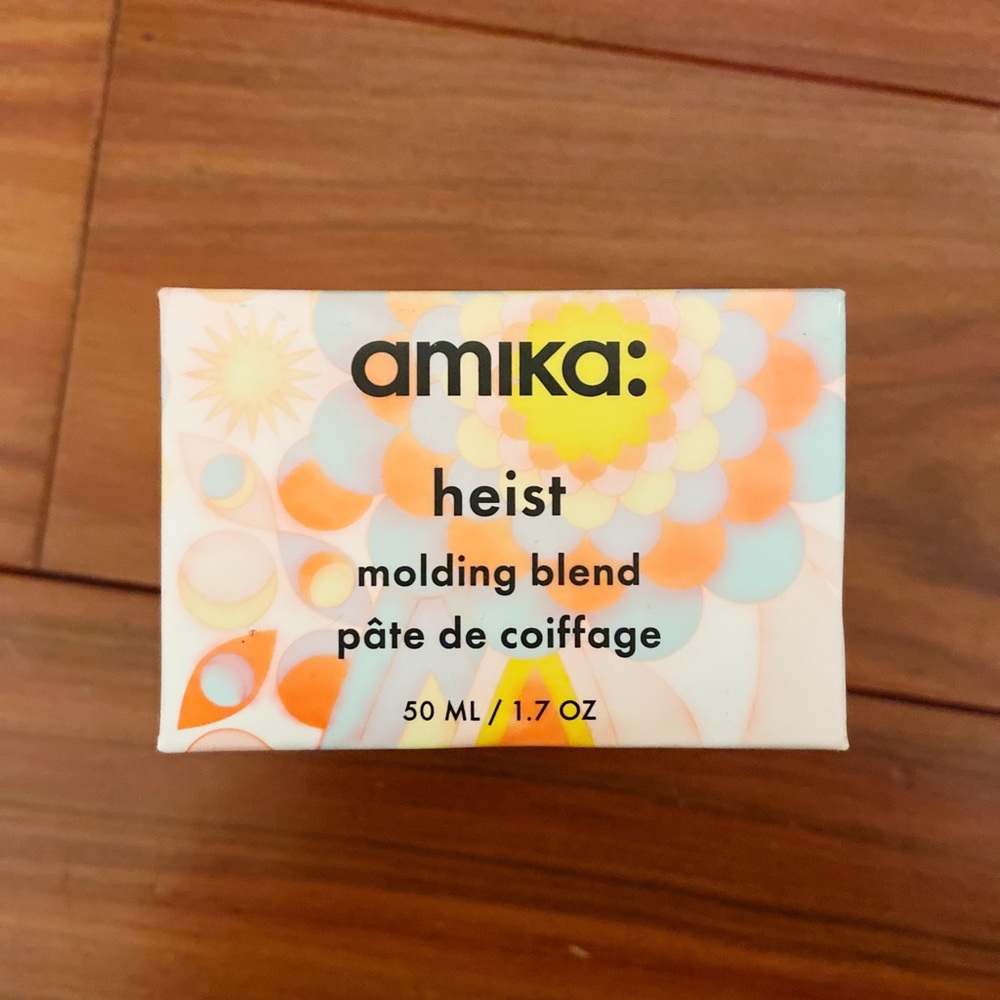 amika:
heist
molding blend
pâte de coiffage
50 ML / 1.7 OZ